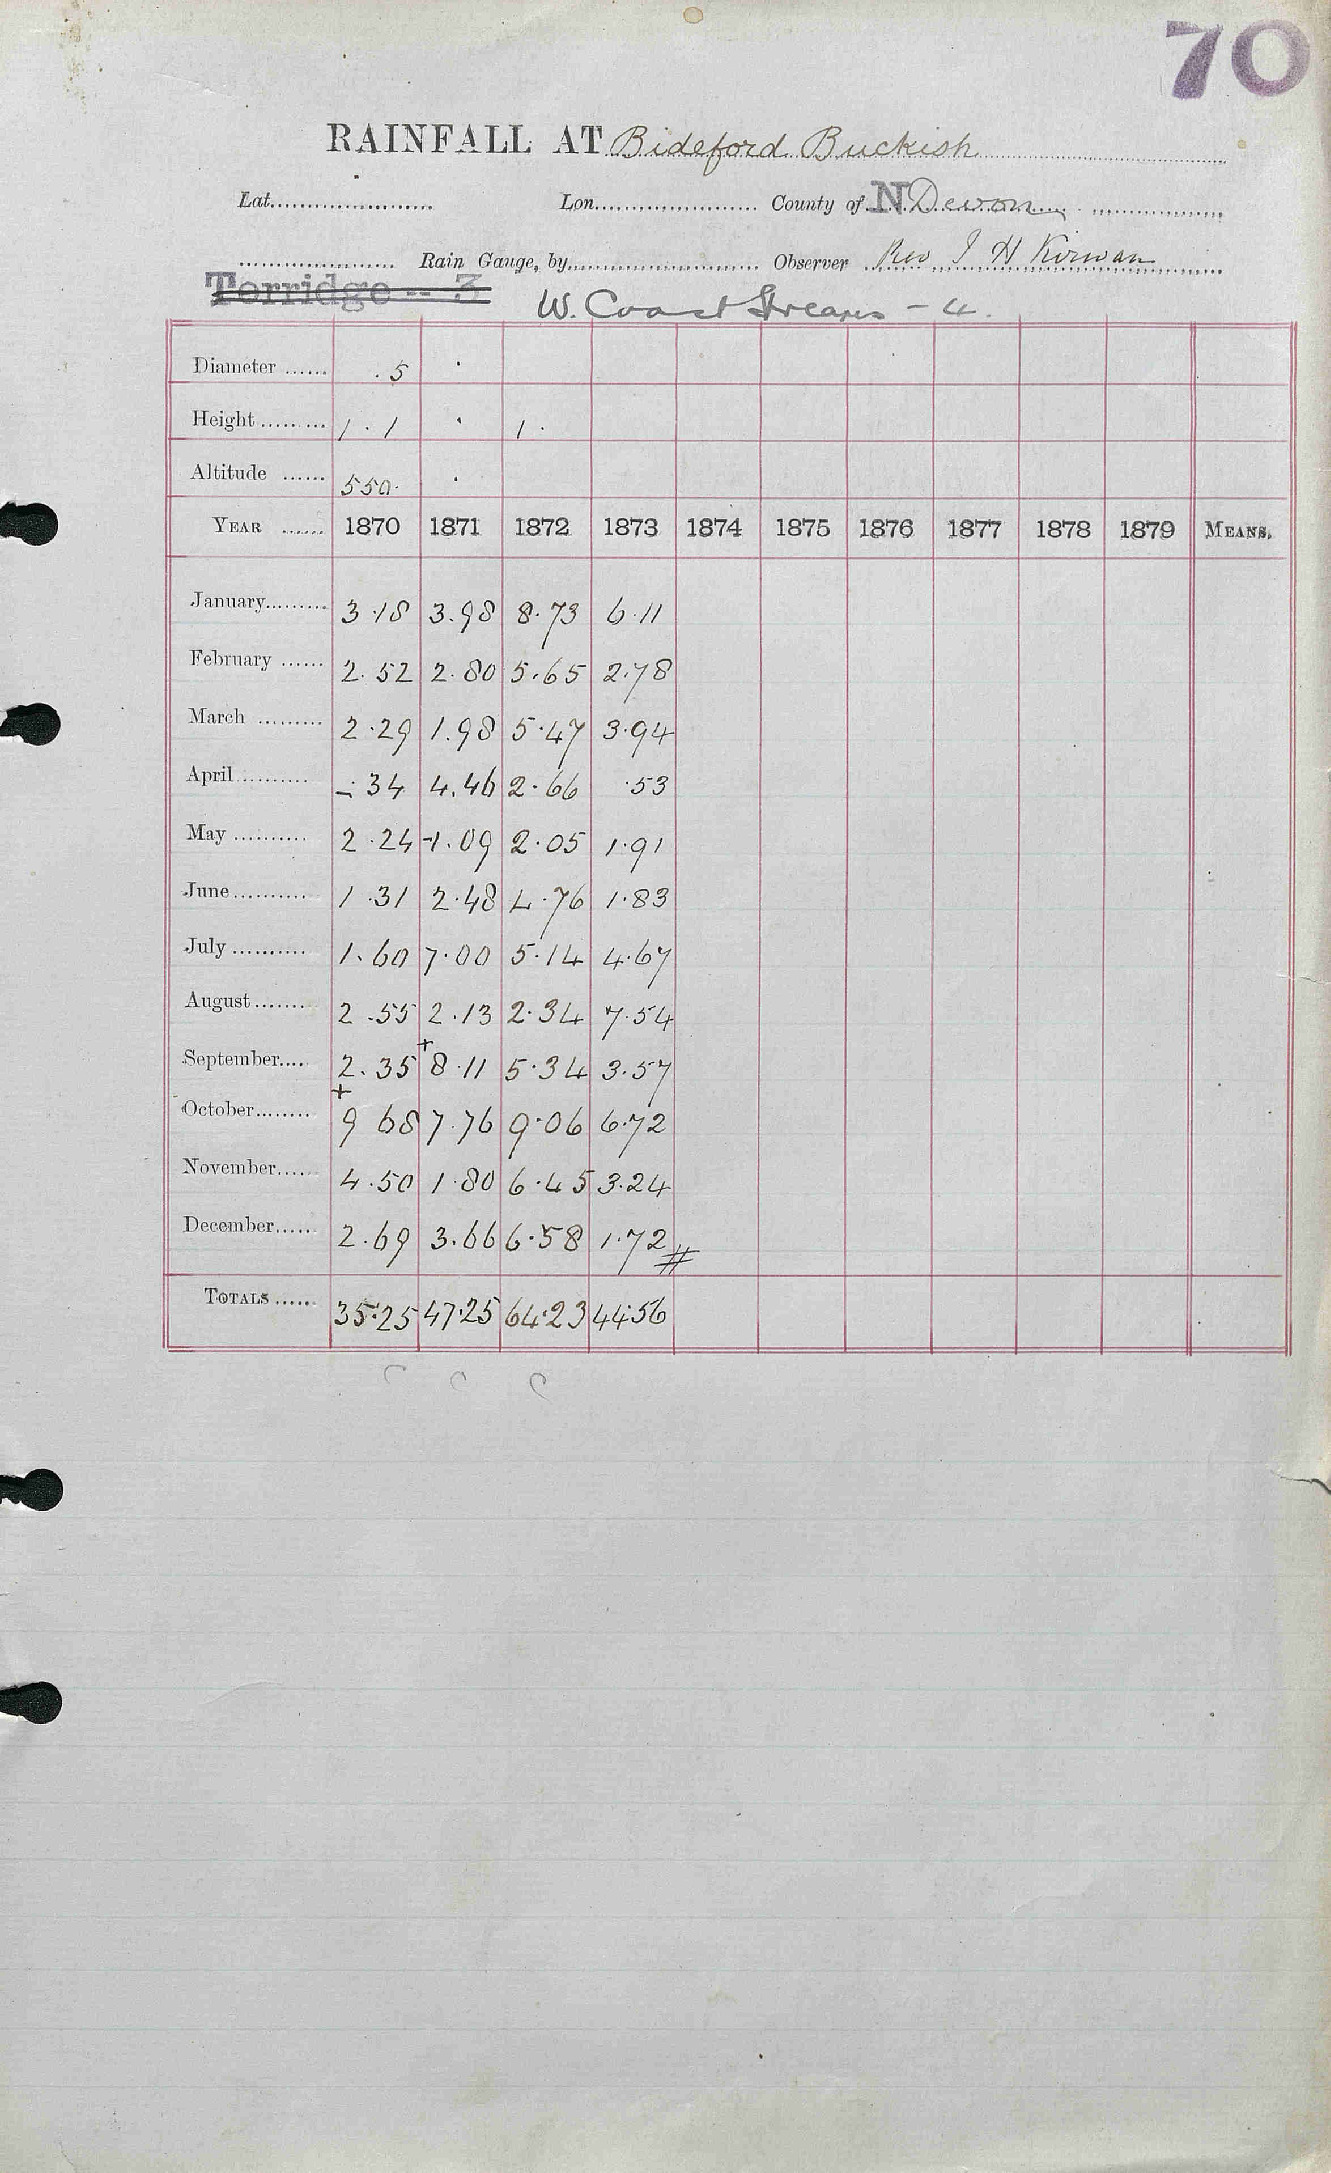 70
RAINFALL AT Bideford Buckish
Lat. Lon. County of N Devon
Rain Gauge, by Observer Rev I H Kirwan
Torridge -- 3 W. Coast Streams - 4.
Diameter . 5 .
Height 1 . 1 . 1 .
Altitude 550. .
YEAR 1870 1871 1872 1873 1874 1875 1876 1877 1878 1879 MEANS.
January 3.18 3.98 8.73 6.11
February 2.52 2.80 5.65 2.78
March 2.29 1.98 5.47 3.94
April -.34 4.46 2.66 .53
May 2.24 -1.09 2.05 1.91
June 1.31 2.48 4.76 1.83
July 1.60 7.00 5.14 4.67
August 2.55 2.13 2.34 7.54
September 2.35 +8.11 5.34 3.57
October +9 68 7.76 9.06 6.72
November 4.50 1.80 6.45 3.24
December 2.69 3.66 6.58 1.72
TOTALS 35.25 47.25 64.23 44.56
c c c